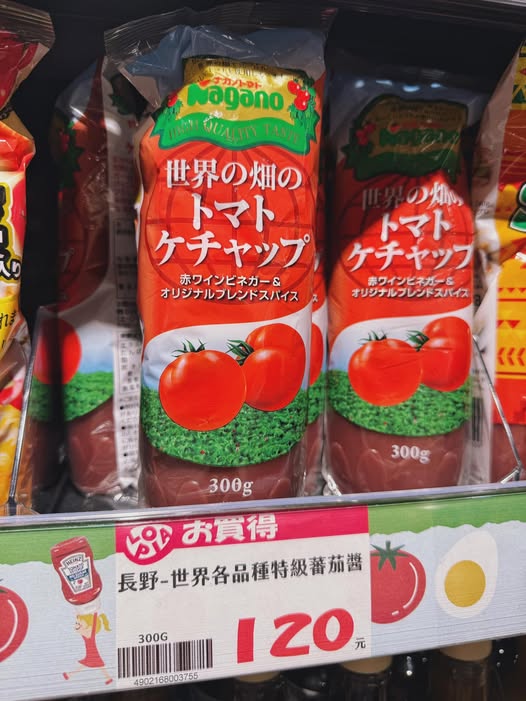 ナガノトマト
Nagano
HIGH QUALITY TASTE
世界の畑の
トマト
ケチャップ
赤ワインビネガー&
オリジナルブレンドスパイス
300g
Nagano
世界の畑の
トマト
ケチャップ
赤ワインビネガー&
オリジナルブレンドスパイス
300g
お買得
HEINZ
長野-世界各品種特級蕃茄醬
300G
120元
4902168003755